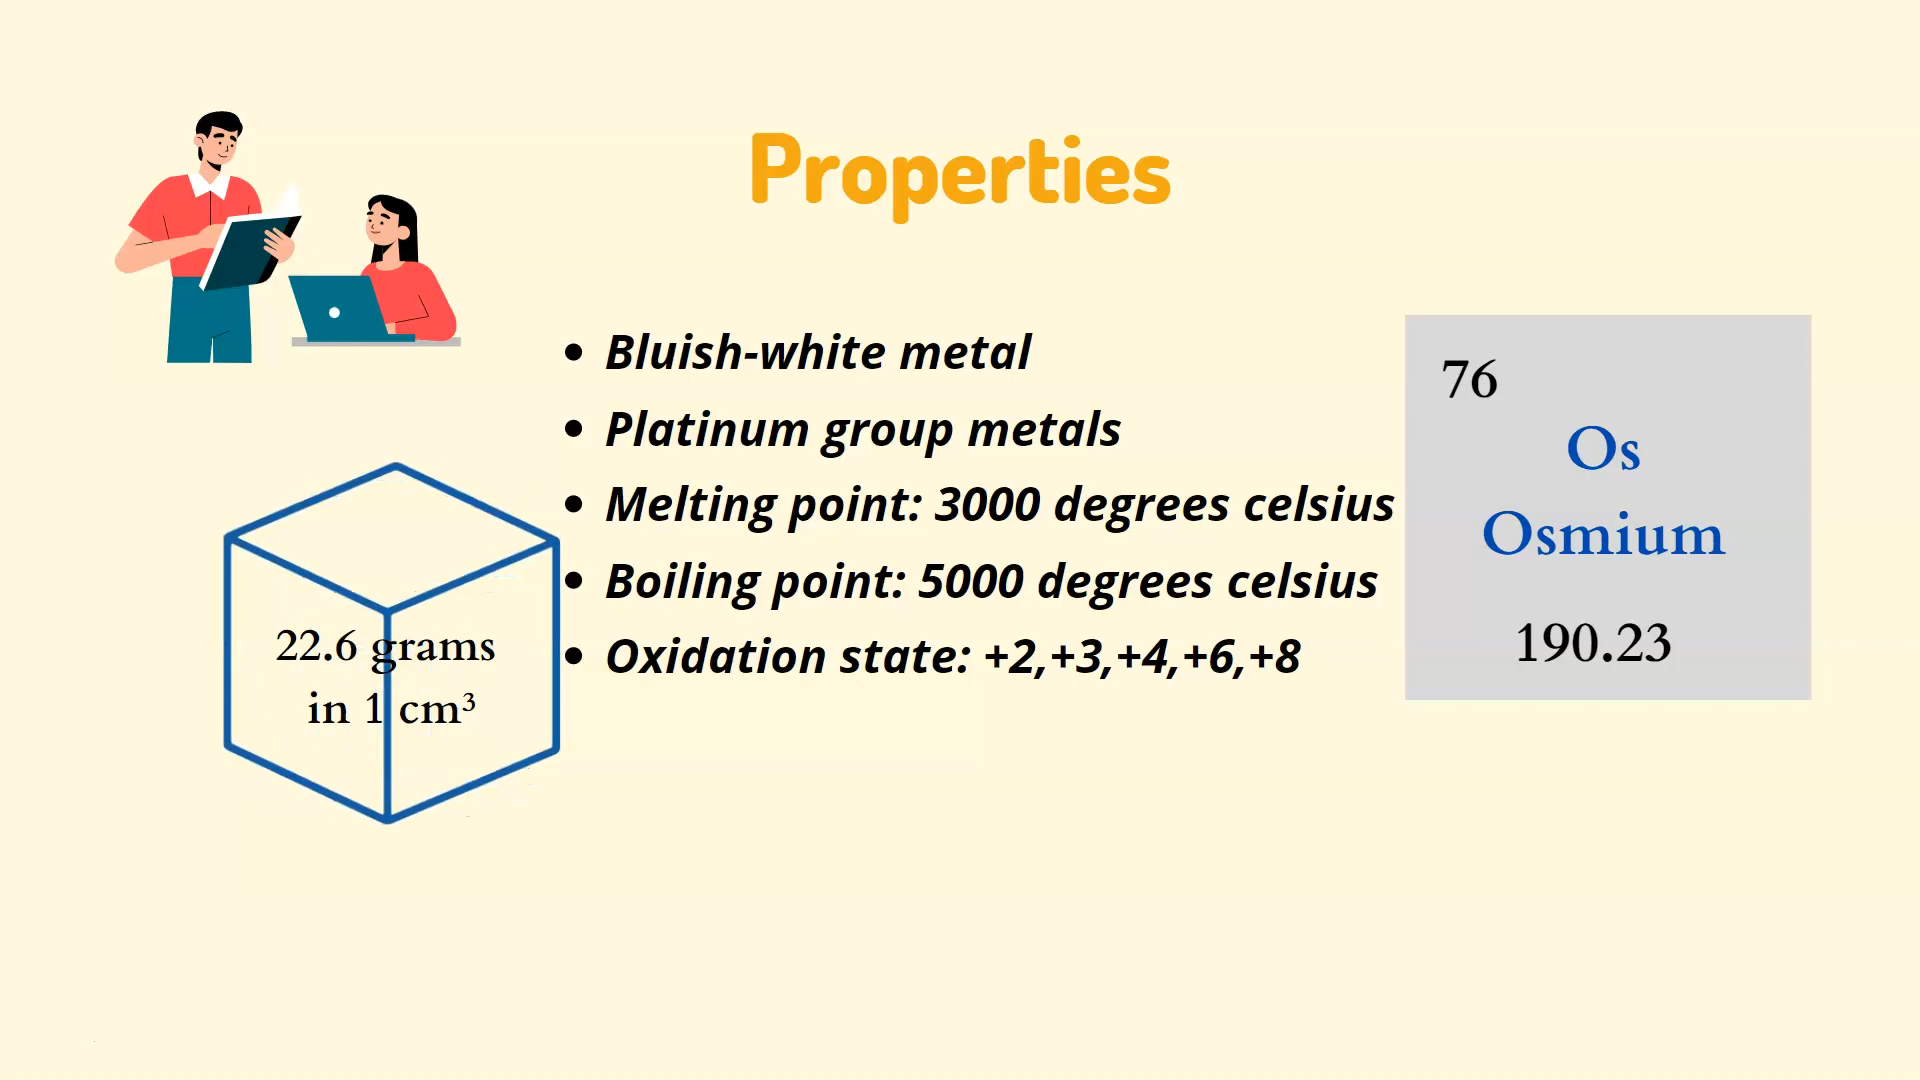 Properties
• Bluish-white metal
• Platinum group metals
• Melting point: 3000 degrees celsius
• Boiling point: 5000 degrees celsius
• Oxidation state: +2,+3,+4,+6,+8
22.6 grams
in 1 cm³
76
Os
Osmium
190.23